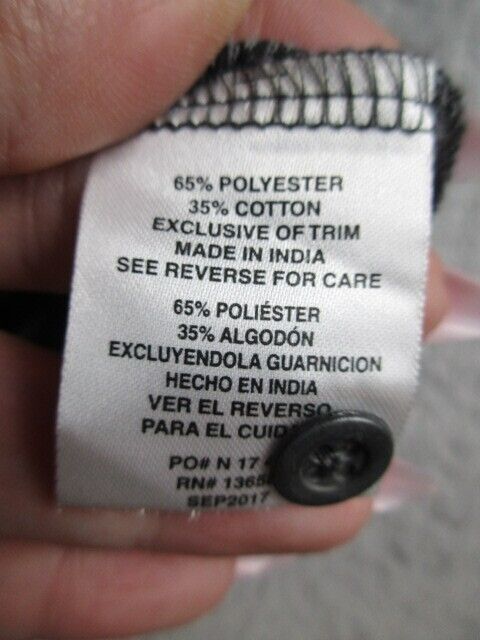 65% POLYESTER
35% COTTON
EXCLUSIVE OF TRIM
MADE IN INDIA
SEE REVERSE FOR CARE
65% POLIÉSTER
35% ALGODÓN
EXCLUYENDOLA GUARNICION
HECHO EN INDIA
VER EL REVERSO
PARA EL
PO# N 17
RN#
SEP2017